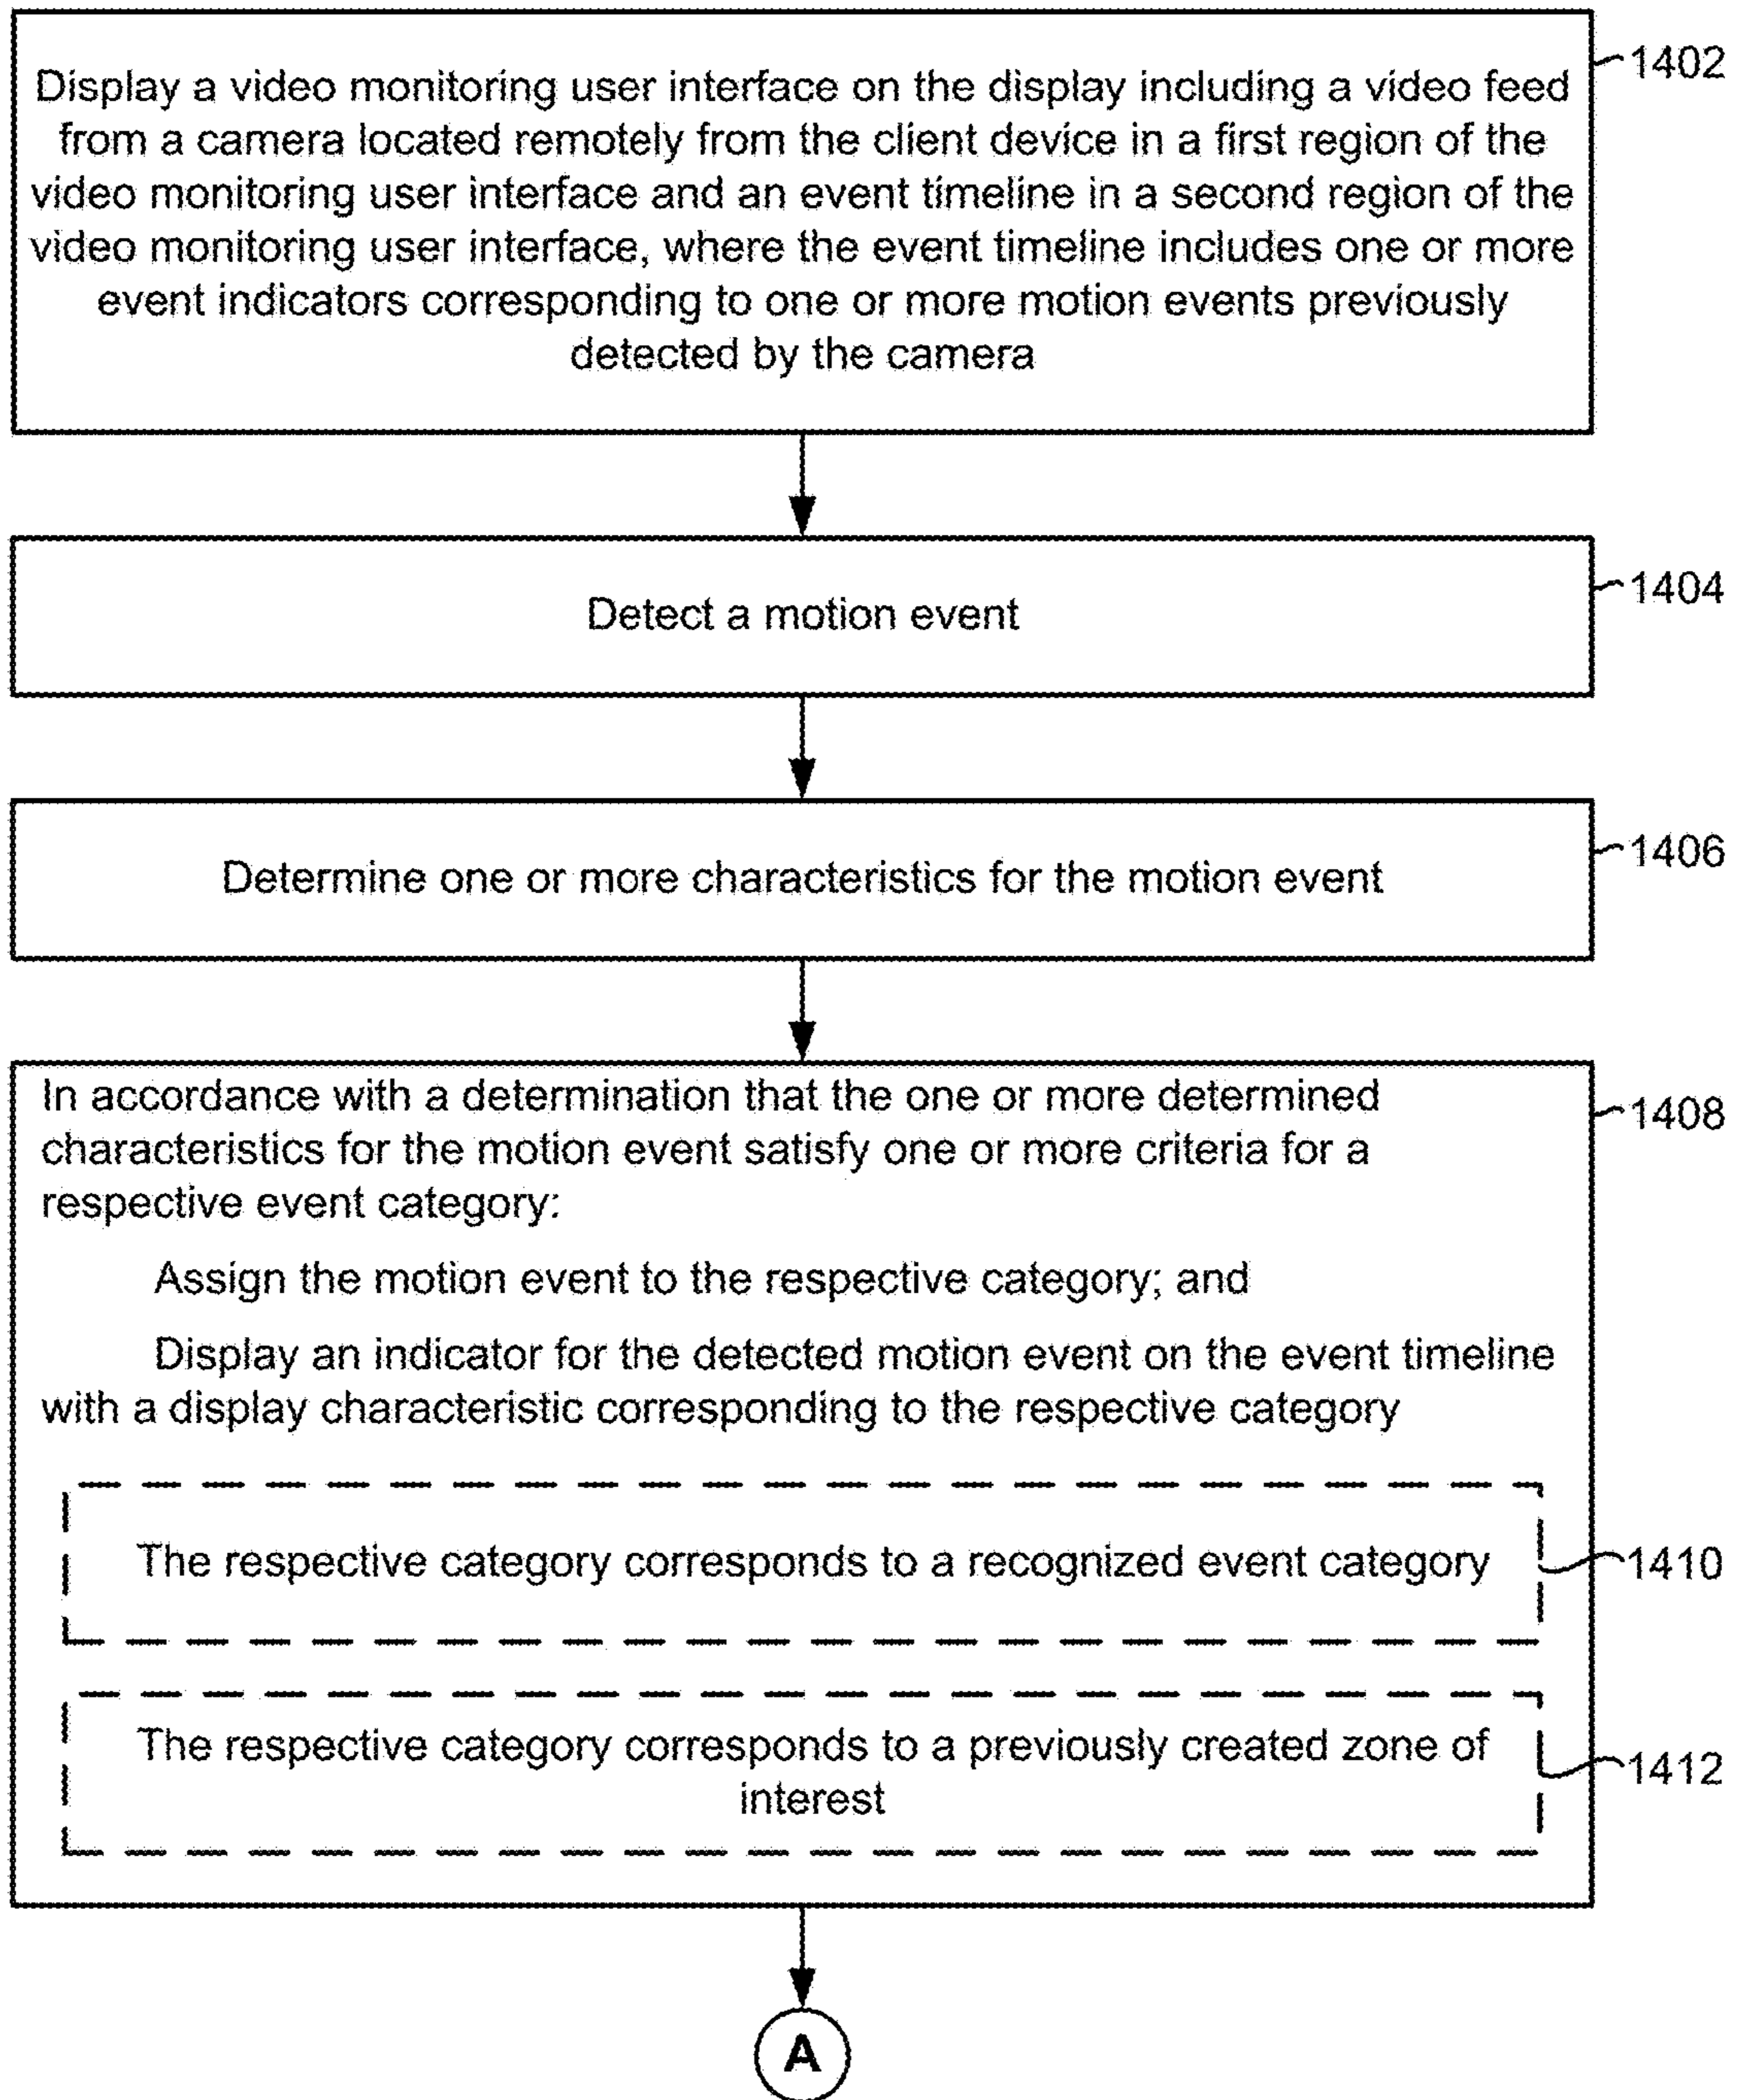 1402
Display a video monitoring user interface on the display including a video feed
from a camera located remotely from the client device in a first region of the
video monitoring user interface and an event timeline in a second region of the
video monitoring user interface, where the event timeline includes one or more
event indicators corresponding to one or more motion events previously
detected by the camera
1404
Detect a motion event
1406
Determine one or more characteristics for the motion event
1408
In accordance with a determination that the one or more determined
characteristics for the motion event satisfy one or more criteria for a
respective event category:
Assign the motion event to the respective category; and
Display an indicator for the detected motion event on the event timeline
with a display characteristic corresponding to the respective category
The respective category corresponds to a recognized event category
1410
The respective category corresponds to a previously created zone of
interest
1412
A